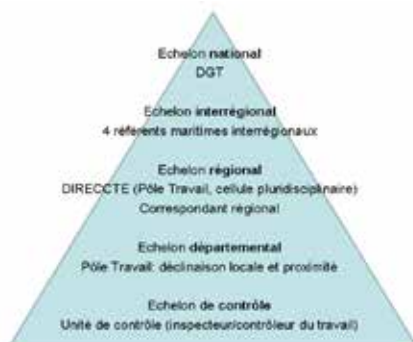 Echelon national
DGT
Echelon interrégional
4 référents maritimes interrégionaux
Echelon régional
DIRECCTE (Pôle Travail, cellule pluridisciplinaire)
Correspondant régional
Echelon départemental
Pôle Travail: déclinaison locale et proximité
Echelon de contrôle
Unité de contrôle (inspecteur/contrôleur du travail)